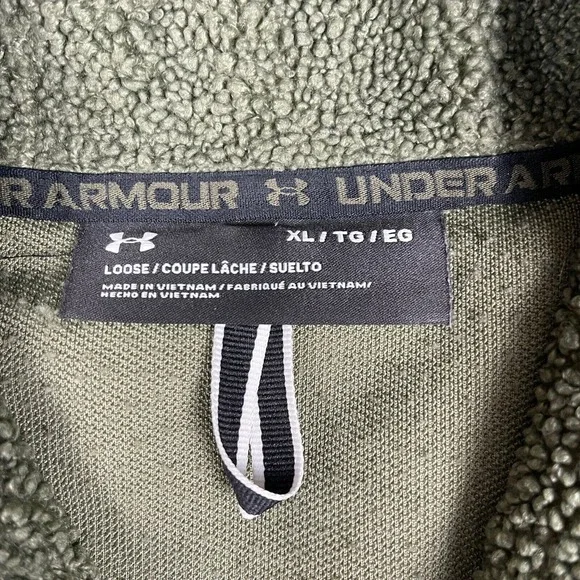 R ARMOUR UNDER AR
XL / TG / EG
LOOSE / COUPE LÂCHE / SUELTO
MADE IN VIETNAM / FABRIQUÉ AU VIETNAM /
HECHO EN VIETNAM